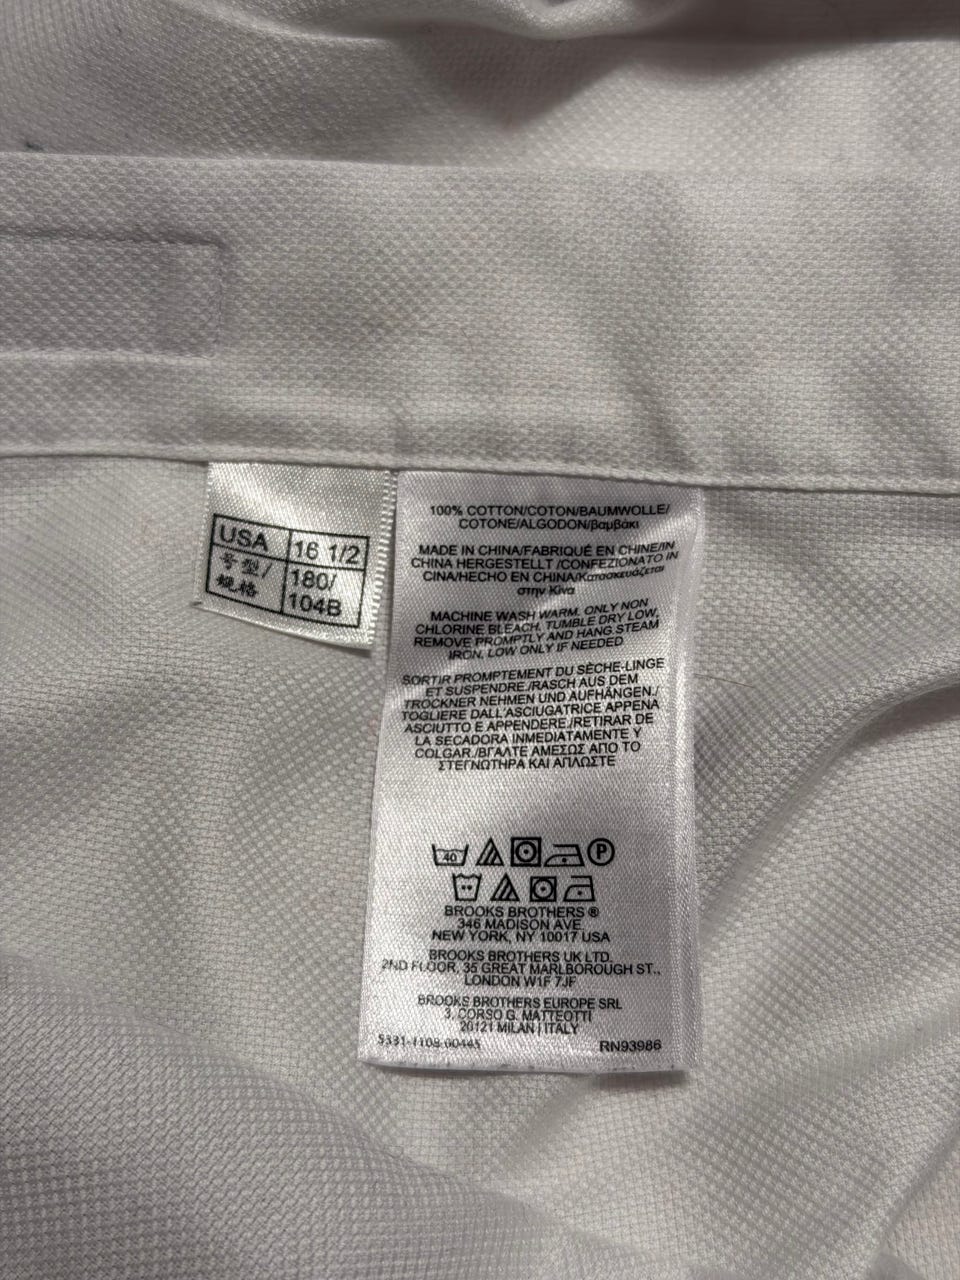 USA 16 1/2
号型/ 180/
规格 104B
100% COTTON/COTON/BAUMWOLLE/
COTONE/ALGODON/βαμβάκι
MADE IN CHINA/FABRIQUÉ EN CHINE/IN
CHINA HERGESTELLT /CONFEZIONATO IN
CINA/HECHO EN CHINA/Κατασκευάζεται
στην Κίνα
MACHINE WASH WARM. ONLY NON
CHLORINE BLEACH. TUMBLE DRY LOW,
REMOVE PROMPTLY AND HANG.STEAM
IRON, LOW ONLY IF NEEDED
SORTIR PROMPTEMENT DU SÈCHE-LINGE
ET SUSPENDRE./RASCH AUS DEM
TROCKNER NEHMEN UND AUFHÄNGEN./
TOGLIERE DALL'ASCIUGATRICE APPENA
ASCIUTTO E APPENDERE./RETIRAR DE
LA SECADORA INMEDIATAMENTE Y
COLGAR./ΒΓΑΛΤΕ ΑΜΕΣΩΣ ΑΠΟ ΤΟ
ΣΤΕΓΝΩΤΗΡΑ ΚΑΙ ΑΠΛΩΣΤΕ
40 P
BROOKS BROTHERS ®
346 MADISON AVE
NEW YORK, NY 10017 USA
BROOKS BROTHERS UK LTD.
2ND FLOOR, 35 GREAT MARLBOROUGH ST.,
LONDON W1F 7JF
BROOKS BROTHERS EUROPE SRL
3, CORSO G. MATTEOTTI
20121 MILAN | ITALY
5331-1108-00445 RN93986